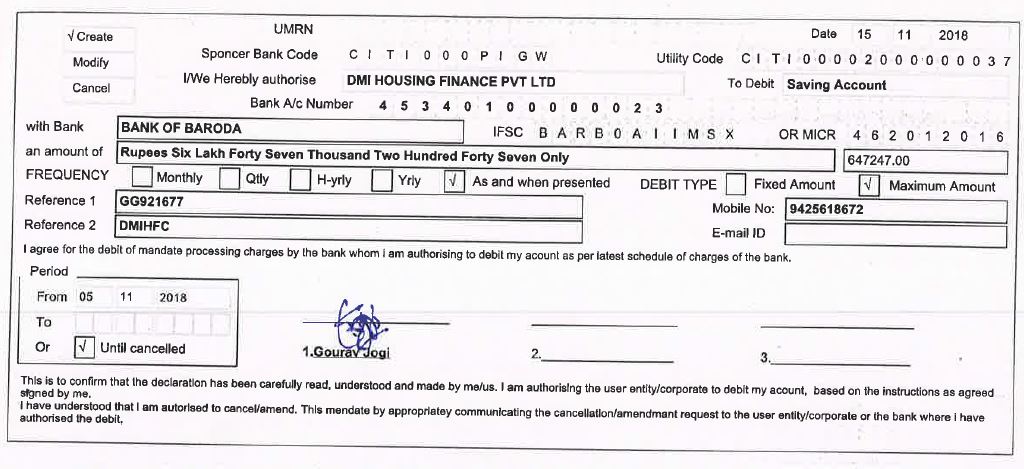 √ Create UMRN Date 15 11 2018
Modify Sponcer Bank Code C I T I 0 0 0 P I G W Utility Code C I T I 0 0 0 0 2 0 0 0 0 0 0 0 3 7
Cancel I/We Hereby authorise DMI HOUSING FINANCE PVT LTD To Debit Saving Account
Bank A/c Number 4 5 3 4 0 1 0 0 0 0 0 0 2 3
with Bank BANK OF BARODA IFSC B A R B 0 A I I M S X OR MICR 4 6 2 0 1 2 0 1 6
an amount of Rupees Six Lakh Forty Seven Thousand Two Hundred Forty Seven Only 647247.00
FREQUENCY Monthly Qtly H-yrly Yrly √ As and when presented DEBIT TYPE Fixed Amount √ Maximum Amount
Reference 1 GG921677 Mobile No: 9425618672
Reference 2 DMIHFC E-mail ID
I agree for the debit of mandate processing charges by the bank whom i am authorising to debit my acount as per latest schedule of charges of the bank.
Period
From 05 11 2018
To
Or √ Until cancelled
1.Gourav Jogi 2. 3.
This is to confirm that the declaration has been carefully read, understood and made by me/us. I am authorising the user entity/corporate to debit my account, based on the instructions as agreed
signed by me.
I have understood that I am autorised to cancel/amend. This mendate by appropriatey communicating the cancellation/amendmant request to the user entity/corporate or the bank where i have
authorised the debit.